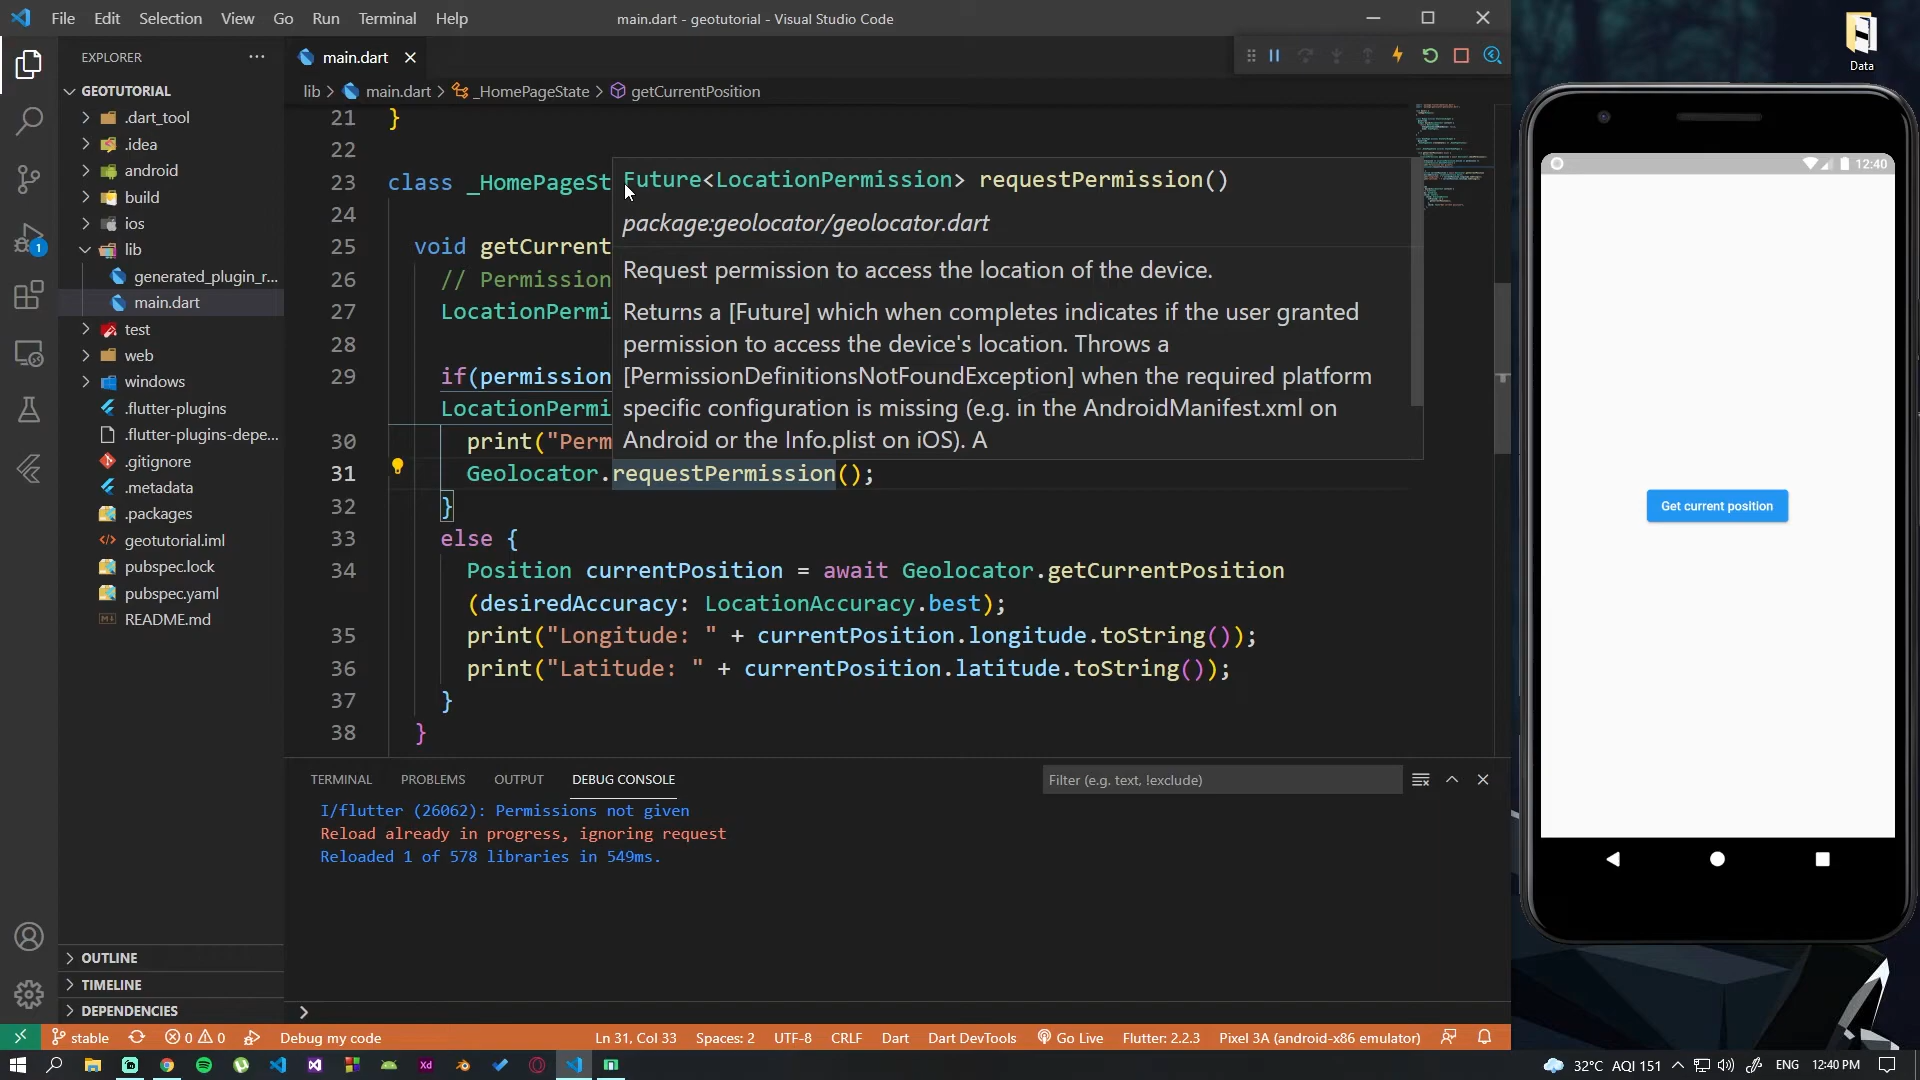 File Edit Selection View Go Run Terminal Help
main.dart - geotutorial - Visual Studio Code
Data
EXPLORER
GEOTUTORIAL
.dart_tool
.idea
android
build
ios
lib
generated_plugin_r...
main.dart
test
web
windows
.flutter-plugins
.flutter-plugins-depe...
.gitignore
.metadata
.packages
geotutorial.iml
pubspec.lock
pubspec.yaml
README.md
OUTLINE
TIMELINE
DEPENDENCIES
1
main.dart
lib > main.dart > _HomePageState > getCurrentPosition
21 }
22
23 class _HomePageSt
24
25 void getCurrent
26 // Permission
27 LocationPermi
28
29 if(permission
LocationPermi
30 print("Perm
31 Geolocator.requestPermission();
32 }
33 else {
34 Position currentPosition = await Geolocator.getCurrentPosition
(desiredAccuracy: LocationAccuracy.best);
35 print("Longitude: " + currentPosition.longitude.toString());
36 print("Latitude: " + currentPosition.latitude.toString());
37 }
38 }
Future<LocationPermission> requestPermission()
package:geolocator/geolocator.dart
Request permission to access the location of the device.
Returns a [Future] which when completes indicates if the user granted
permission to access the device's location. Throws a
[PermissionDefinitionsNotFoundException] when the required platform
specific configuration is missing (e.g. in the AndroidManifest.xml on
Android or the Info.plist on iOS). A
TERMINAL PROBLEMS OUTPUT DEBUG CONSOLE
Filter (e.g. text, !exclude)
I/flutter (26062): Permissions not given
Reload already in progress, ignoring request
Reloaded 1 of 578 libraries in 549ms.
12:40
Get current position
stable 0 0 Debug my code
Ln 31, Col 33 Spaces: 2 UTF-8 CRLF Dart Dart DevTools Go Live Flutter: 2.2.3 Pixel 3A (android-x86 emulator)
Xd
32°C AQI 151 ENG 12:40 PM